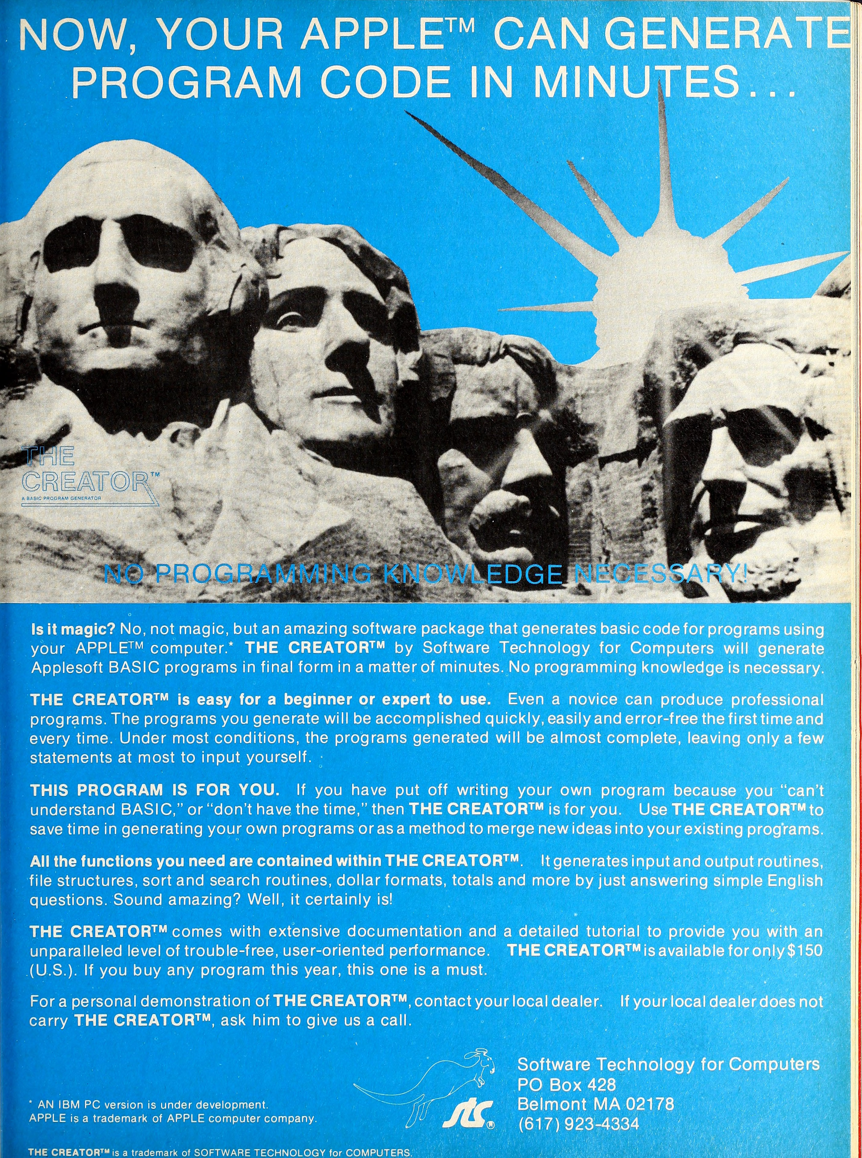 NOW, YOUR APPLE™ CAN GENERATE
PROGRAM CODE IN MINUTES...
THE
CREATOR™
A BASIC PROGRAM GENERATOR
NO PROGRAMMING KNOWLEDGE NECESSARY!
Is it magic? No, not magic, but an amazing software package that generates basic code for programs using
your APPLE™ computer.* THE CREATOR™ by Software Technology for Computers will generate
Applesoft BASIC programs in final form in a matter of minutes. No programming knowledge is necessary.
THE CREATOR™ is easy for a beginner or expert to use. Even a novice can produce professional
programs. The programs you generate will be accomplished quickly, easily and error-free the first time and
every time. Under most conditions, the programs generated will be almost complete, leaving only a few
statements at most to input yourself.
THIS PROGRAM IS FOR YOU. If you have put off writing your own program because you “can't
understand BASIC,” or “don't have the time,” then THE CREATOR™ is for you. Use THE CREATOR™ to
save time in generating your own programs or as a method to merge new ideas into your existing programs.
All the functions you need are contained within THE CREATOR™. It generates input and output routines,
file structures, sort and search routines, dollar formats, totals and more by just answering simple English
questions. Sound amazing? Well, it certainly is!
THE CREATOR™ comes with extensive documentation and a detailed tutorial to provide you with an
unparalleled level of trouble-free, user-oriented performance. THE CREATOR™ is available for only $150
(U.S.). If you buy any program this year, this one is a must.
For a personal demonstration of THE CREATOR™, contact your local dealer. If your local dealer does not
carry THE CREATOR™, ask him to give us a call.
stc®
Software Technology for Computers
PO Box 428
Belmont MA 02178
(617) 923-4334
* AN IBM PC version is under development.
APPLE is a trademark of APPLE computer company.
THE CREATOR™ is a trademark of SOFTWARE TECHNOLOGY for COMPUTERS.